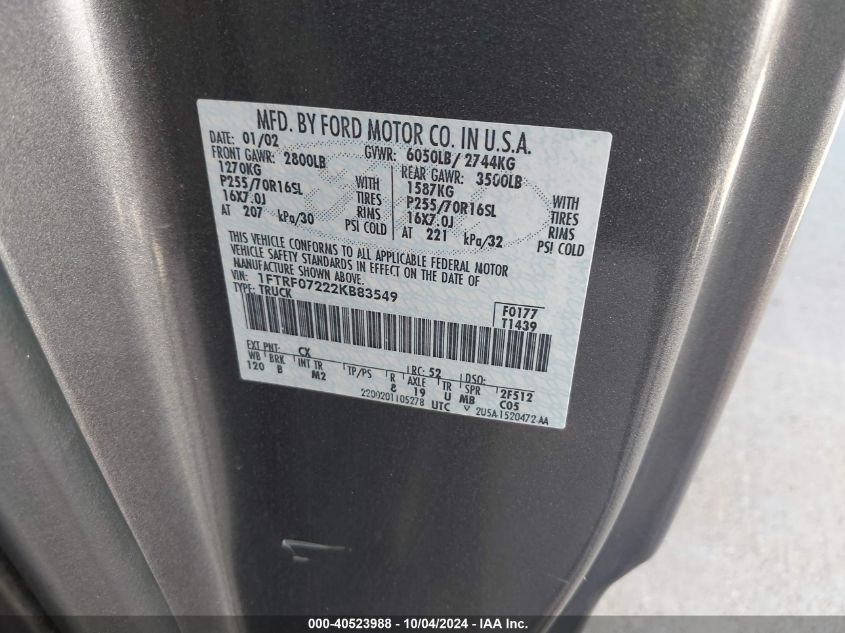 MFD. BY FORD MOTOR CO. IN U.S.A.
DATE: 01/02 GVWR: 6050LB/ 2744KG
FRONT GAWR: 2800LB REAR GAWR: 3500LB
1270KG WITH 1587KG WITH
P255/70R16SL TIRES P255/70R16SL TIRES
16X7.0J RIMS 16X7.0J RIMS
AT 207 kPa/30 PSI COLD AT 221 kPa/32 PSI COLD
THIS VEHICLE CONFORMS TO ALL APPLICABLE FEDERAL MOTOR
VEHICLE SAFETY STANDARDS IN EFFECT ON THE DATE OF
MANUFACTURE SHOWN ABOVE.
VIN: 1FTRF07222KB83549
TYPE: TRUCK
F0177
T1439
EXT PNT: CX RC: 52 DSO:
WB BRK INT TR TP/PS R AXLE TR SPR 2F512
120 B M2 8 19 U MB C05
2200201105278 UTC 2U5A-1520472-AA
000-40523988 - 10/04/2024 - IAA Inc.